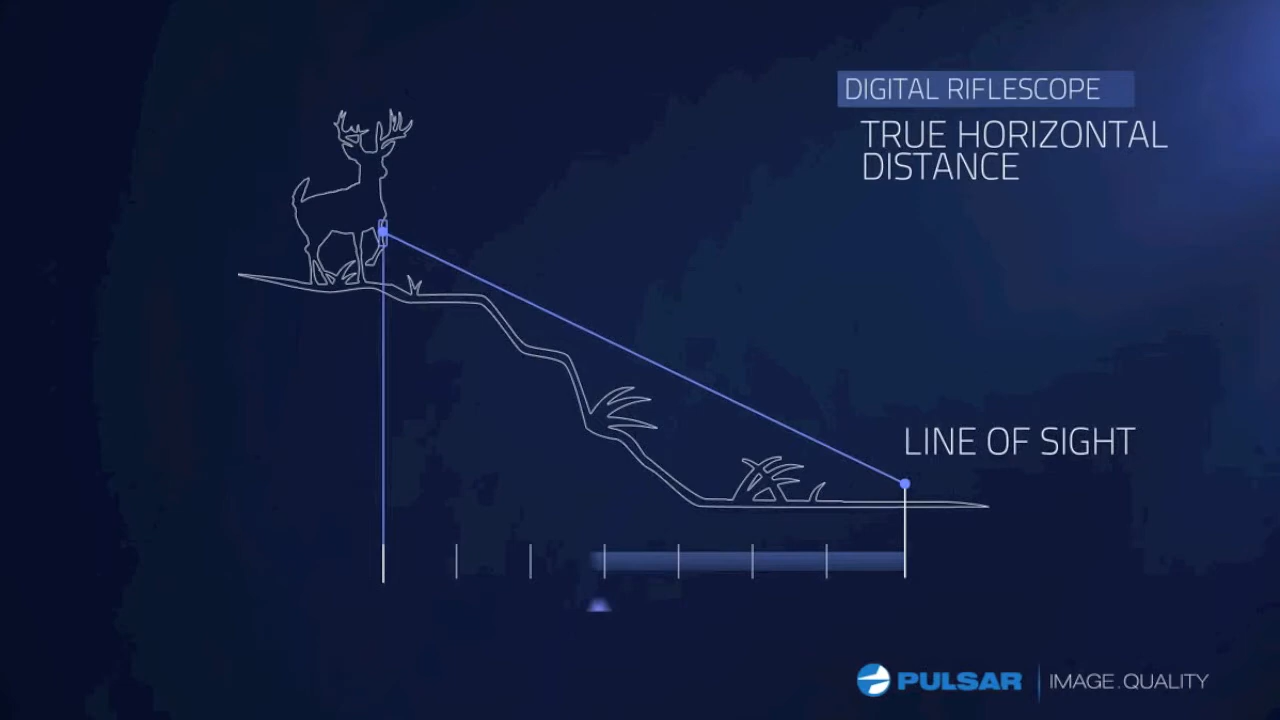 DIGITAL RIFLESCOPE
TRUE HORIZONTAL
DISTANCE
LINE OF SIGHT
PULSAR IMAGE.QUALITY